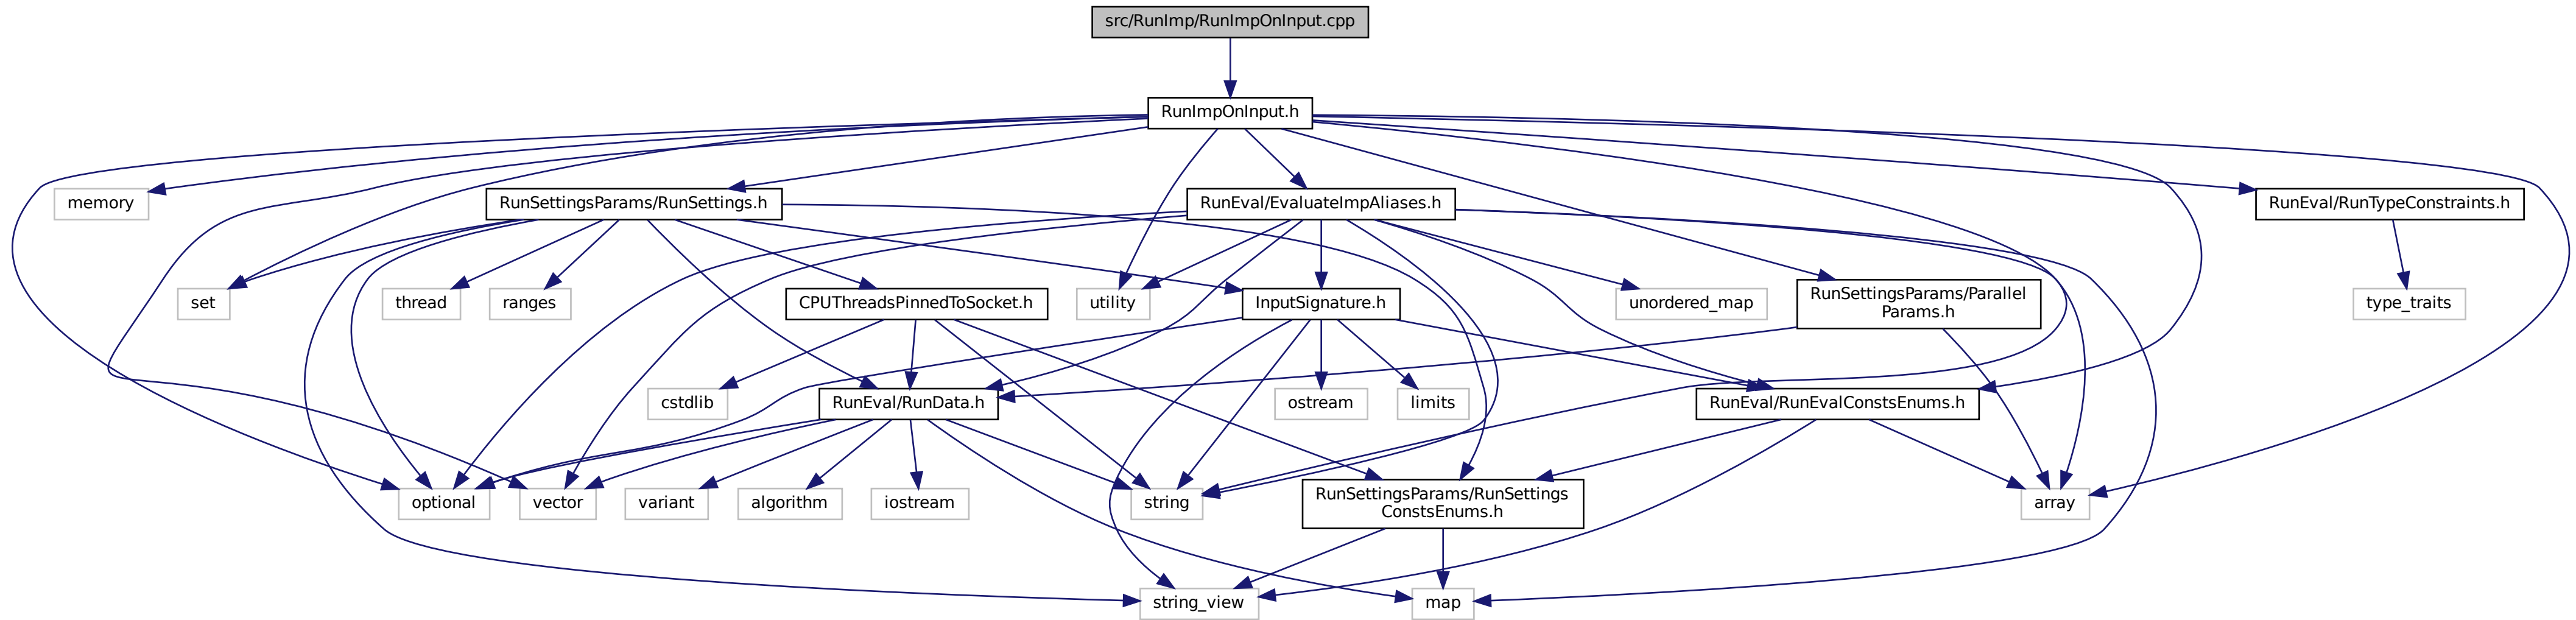 src/RunImp/RunImpOnInput.cpp
RunImpOnInput.h
memory
RunSettingsParams/RunSettings.h
RunEval/EvaluateImpAliases.h
RunEval/RunTypeConstraints.h
set
thread
ranges
CPUThreadsPinnedToSocket.h
utility
InputSignature.h
unordered_map
RunSettingsParams/Parallel
Params.h
type_traits
cstdlib
RunEval/RunData.h
ostream
limits
RunEval/RunEvalConstsEnums.h
optional
vector
variant
algorithm
iostream
string
RunSettingsParams/RunSettings
ConstsEnums.h
array
string_view
map